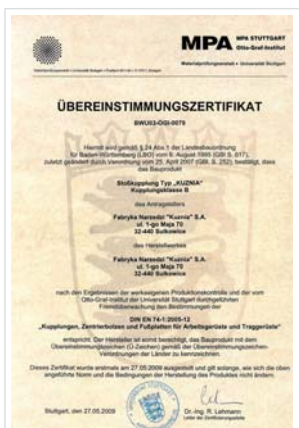 MPA
MPA STUTTGART
Otto-Graf-Institut
Materialprüfungsanstalt • Universität Stuttgart
ÜBEREINSTIMMUNGSZERTIFIKAT
BWU03-OGI-0079
Hiermit wird gemäß § 24 Abs.1 der Landesbauordnung
für Baden-Württemberg (LBO) vom 8. August 1995 (GBl S. 617),
zuletzt geändert durch Verordnung vom 25. April 2007 (GBl. S. 252), bestätigt, dass
das Bauprodukt
Stoßkupplung Typ „KUZNIA"
Kupplungsklasse B
des Antragstellers
Fabryka Narzedzi "Kuznia" S.A.
ul. 1-go Maja 70
32-440 Sulkowice
des Herstellwerkes
Fabryka Narzedzi "Kuznia" S.A.
ul. 1-go Maja 70
32-440 Sulkowice
nach den Ergebnissen der werkseigenen Produktionskontrolle und der vom
Otto-Graf-Institut der Universität Stuttgart durchgeführten
Fremdüberwachung den Bestimmungen der
DIN EN 74-1:2005-12
„Kupplungen, Zentrierbolzen und Fußplatten für Arbeitsgerüste und Traggerüste"
entspricht. Der Hersteller ist somit berechtigt, das Bauprodukt mit dem
Übereinstimmungszeichen (Ü-Zeichen) gemäß der Übereinstimmungszeichen-
Verordnungen der Länder zu kennzeichnen.
Dieses Zertifikat wurde erstmals am 27.05.2009 ausgestellt und gilt solange, wie sich die oben
angeführte Norm und die Bedingungen der Herstellung des Produktes nicht ändern.
Stuttgart, den 27.05.2009
Dr.-Ing. R. Lehmann
Leiter der Zertifizierungsstelle